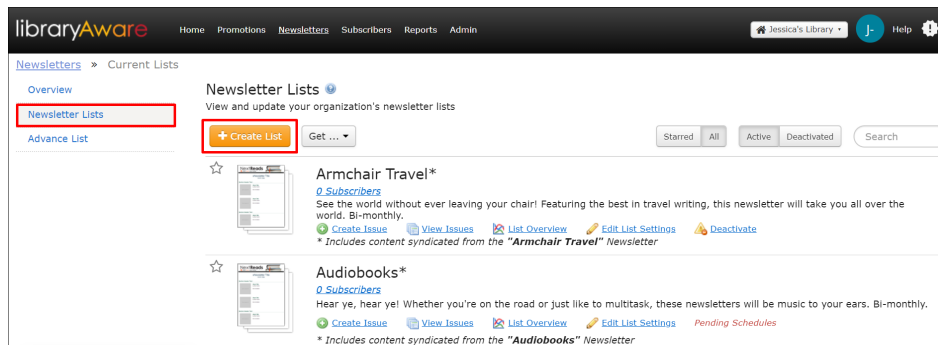 libraryAware
Home Promotions Newsletters Subscribers Reports Admin
Jessica's Library
J-
Help
Newsletters » Current Lists
Overview
Newsletter Lists
Advance List
Newsletter Lists
View and update your organization's newsletter lists
+ Create List
Get ...
Starred All
Active Deactivated
Search
Armchair Travel*
0 Subscribers
See the world without ever leaving your chair! Featuring the best in travel writing, this newsletter will take you all over the
world. Bi-monthly.
Create Issue View Issues List Overview Edit List Settings Deactivate
* Includes content syndicated from the "Armchair Travel" Newsletter
Audiobooks*
0 Subscribers
Hear ye, hear ye! Whether you're on the road or just like to multitask, these newsletters will be music to your ears. Bi-monthly.
Create Issue View Issues List Overview Edit List Settings Pending Schedules
* Includes content syndicated from the "Audiobooks" Newsletter